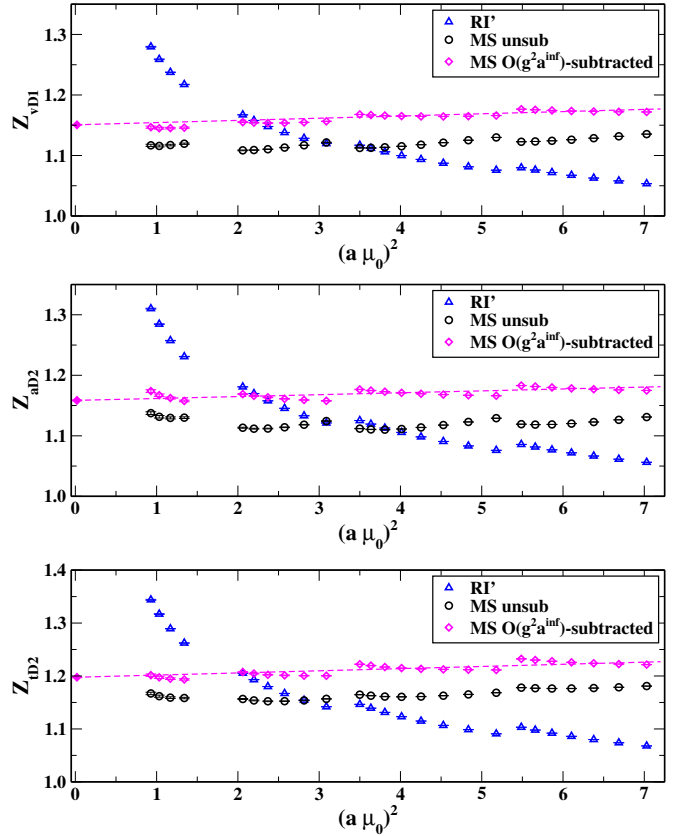 1.3
1.2
1.1
1.0
Z_vD1
RI’
MS unsub
MS O(g²a^inf)-subtracted
0 1 2 3 4 5 6 7
(a μ₀)²
1.3
1.2
1.1
1.0
Z_aD2
RI’
MS unsub
MS O(g²a^inf)-subtracted
0 1 2 3 4 5 6 7
(a μ₀)²
1.4
1.3
1.2
1.1
1.0
Z_tD2
RI’
MS unsub
MS O(g²a^inf)-subtracted
0 1 2 3 4 5 6 7
(a μ₀)²